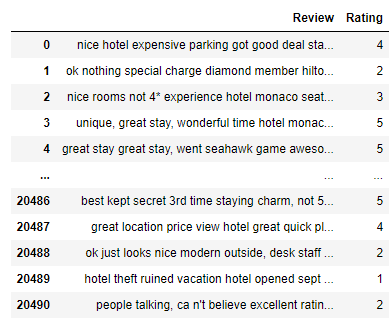 Review Rating
0 nice hotel expensive parking got good deal sta... 4
1 ok nothing special charge diamond member hilto... 2
2 nice rooms not 4* experience hotel monaco seat... 3
3 unique, great stay, wonderful time hotel monac... 5
4 great stay great stay, went seahawk game aweso... 5
... ... ...
20486 best kept secret 3rd time staying charm, not 5... 5
20487 great location price view hotel great quick pl... 4
20488 ok just looks nice modern outside, desk staff ... 2
20489 hotel theft ruined vacation hotel opened sept ... 1
20490 people talking, ca n't believe excellent ratin... 2